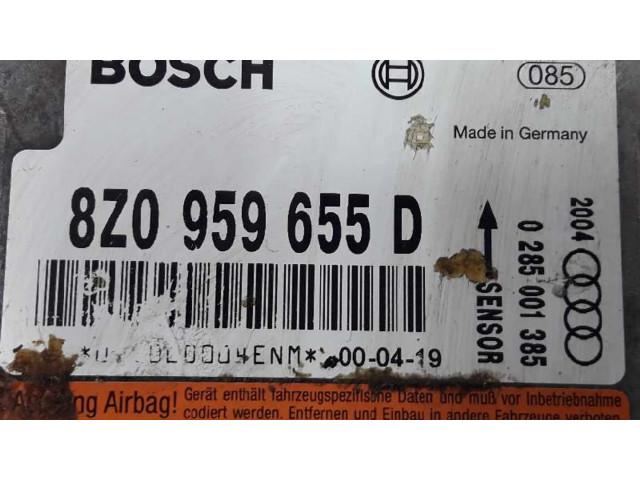 BOSCH
085
Made in Germany
8Z0 959 655 D
SENSOR
0 285 001 385
2004
00-04-19
Airbag! Gerät enthält fahrzeugspezifische Daten und muß vor Inbetriebnahme
codiert werden. Entfernen und Einbau in andere Fahrzeuge verboten